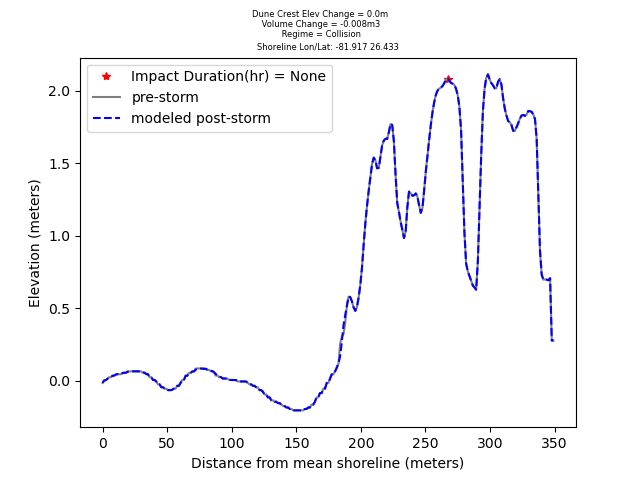 Dune Crest Elev Change = 0.0m
Volume Change = -0.008m3
Regime = Collision
Shoreline Lon/Lat: -81.917 26.433
Impact Duration(hr) = None
pre-storm
modeled post-storm
Elevation (meters)
2.0
1.5
1.0
0.5
0.0
0 50 100 150 200 250 300 350
Distance from mean shoreline (meters)